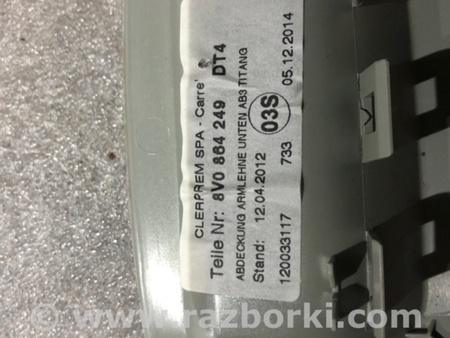 CLERPREM SPA - Carre'
Teile Nr: 8V0 864 249 DT4
ABDECKUNG ARMLEHNE UNTEN AB3 TITANG
Stand: 12.04.2012 03S
120033117 733 05.12.2014
© www.razborki.com